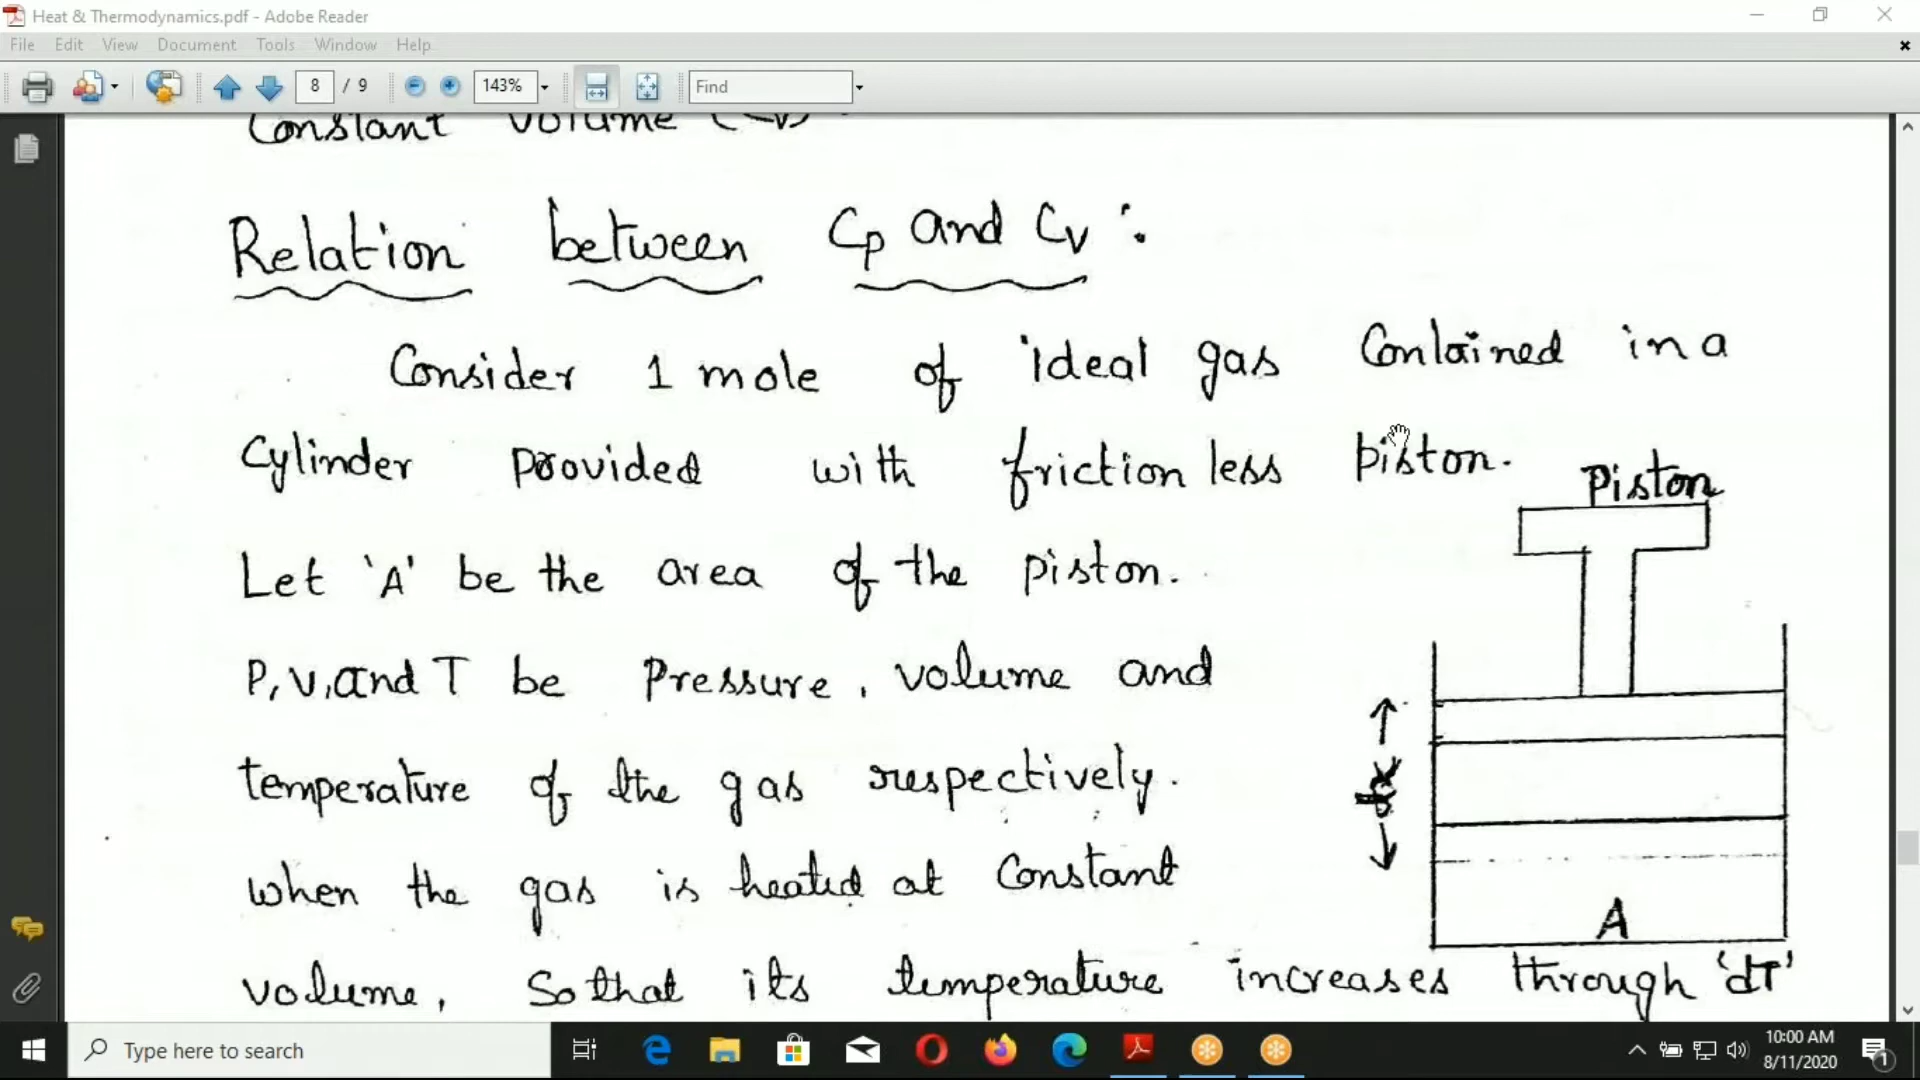 Heat & Thermodynamics.pdf - Adobe Reader
File Edit View Document Tools Window Help
8 / 9 143% Find
Constant volume (Cv).
Relation between Cp and Cv :
Consider 1 mole of ideal gas Contained in a
Cylinder provided with friction less piston.
Piston
Let 'A' be the area of the piston.
P, V, and T be Pressure, volume and
temperature of the gas respectively.
when the gas is heated at Constant
A
volume, So that its temperature increases through 'dT'
Type here to search
10:00 AM
8/11/2020
1